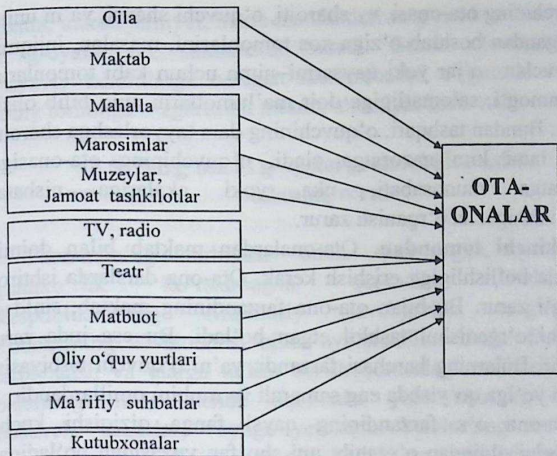 Oila
Maktab
Mahalla
Marosimlar
Muzeylar,
Jamoat tashkilotlar
TV, radio
Teatr
Matbuot
Oliy o‘quv yurtlari
Ma’rifiy suhbatlar
Kutubxonalar
OTA-
ONALAR